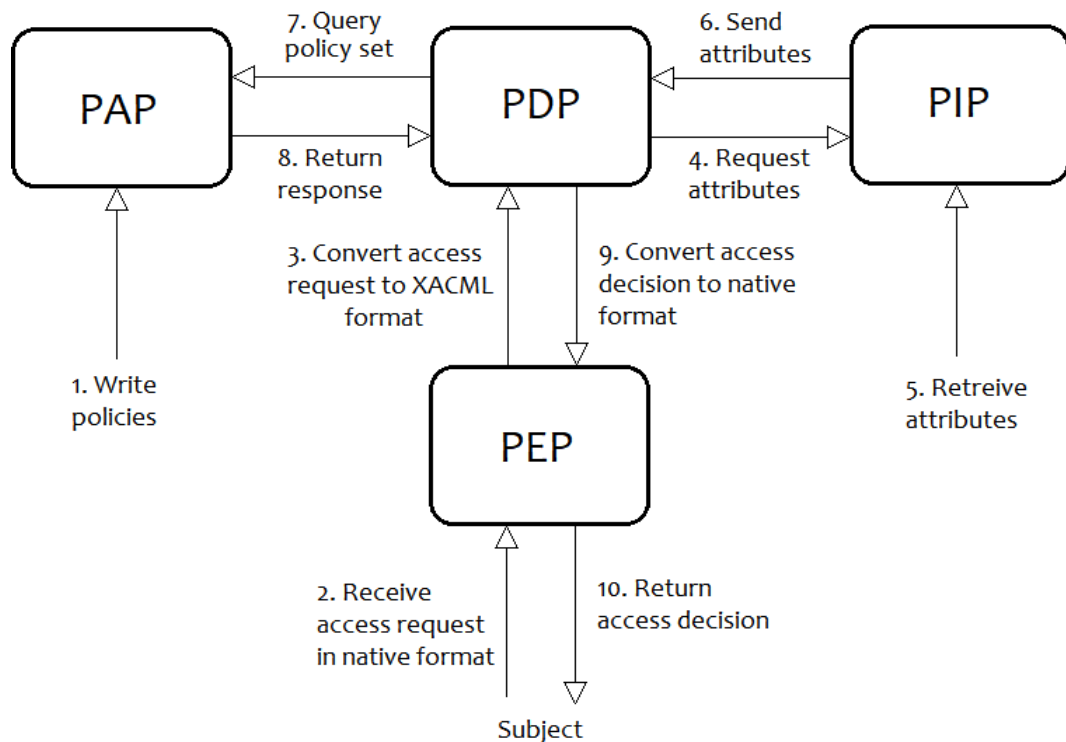 7. Query
policy set
6. Send
attributes
PAP
PDP
PIP
8. Return
response
4. Request
attributes
3. Convert access
request to XACML
format
9. Convert access
decision to native
format
1. Write
policies
5. Retreive
attributes
PEP
2. Receive
access request
in native format
10. Return
access decision
Subject